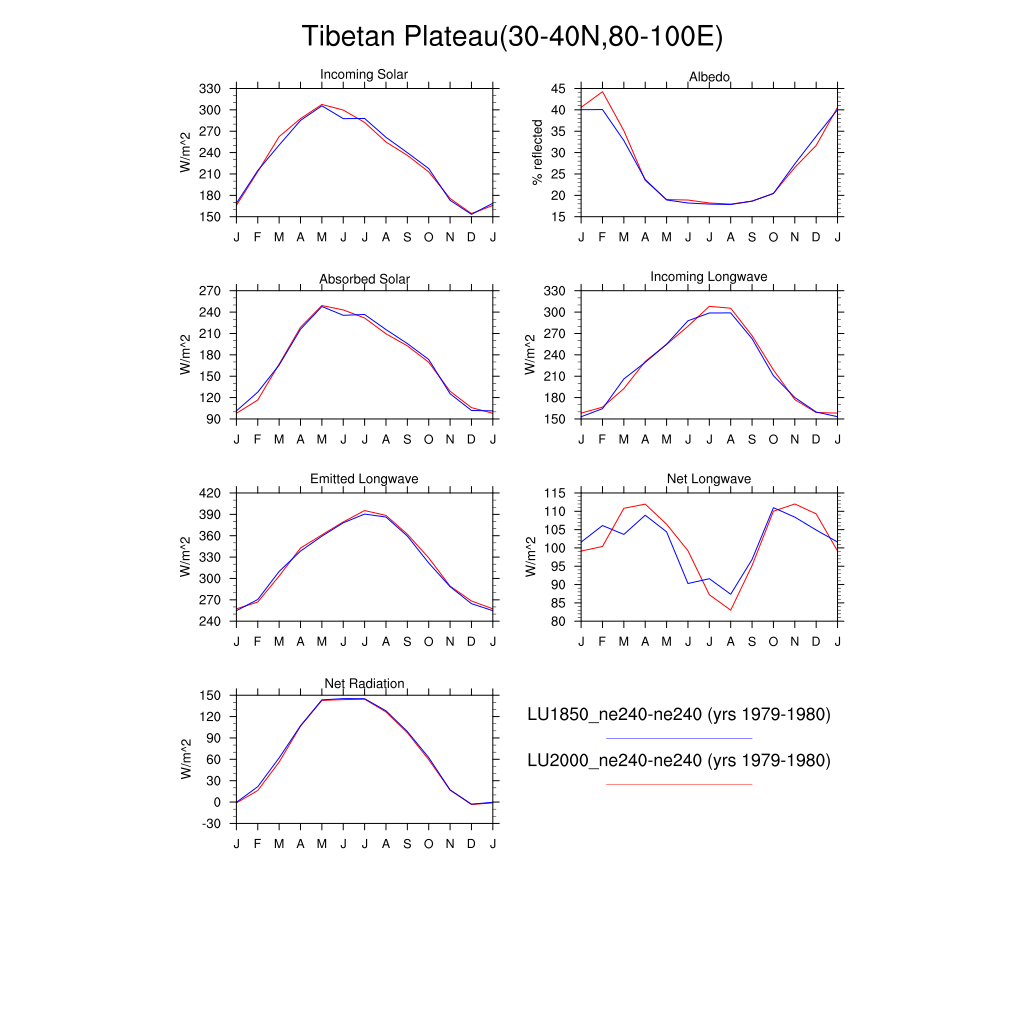 Tibetan Plateau(30-40N,80-100E)
Incoming Solar
W/m^2
330
300
270
240
210
180
150
J F M A M J J A S O N D J
Albedo
% reflected
45
40
35
30
25
20
15
J F M A M J J A S O N D J
Absorbed Solar
W/m^2
270
240
210
180
150
120
90
J F M A M J J A S O N D J
Incoming Longwave
W/m^2
330
300
270
240
210
180
150
J F M A M J J A S O N D J
Emitted Longwave
W/m^2
420
390
360
330
300
270
240
J F M A M J J A S O N D J
Net Longwave
W/m^2
115
110
105
100
95
90
85
80
J F M A M J J A S O N D J
Net Radiation
W/m^2
150
120
90
60
30
0
-30
J F M A M J J A S O N D J
LU1850_ne240-ne240 (yrs 1979-1980)
LU2000_ne240-ne240 (yrs 1979-1980)